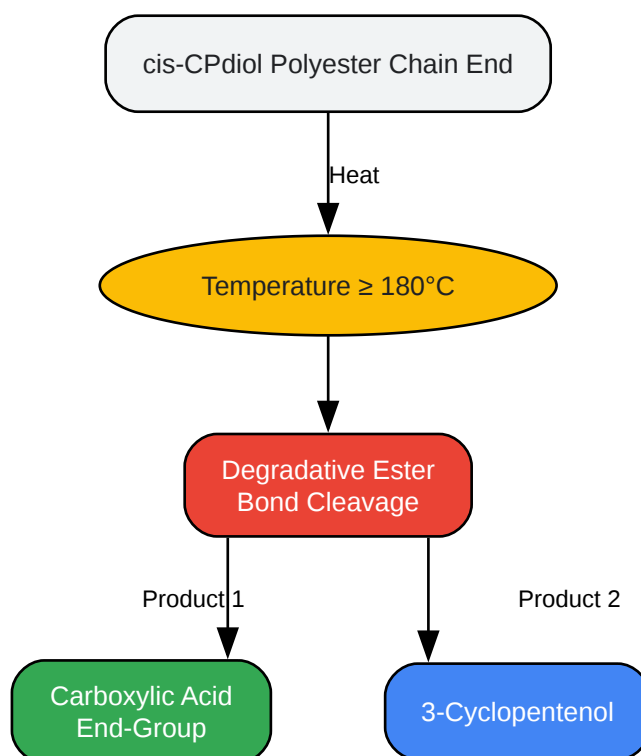 cis-CPdiol Polyester Chain End
Heat
Temperature ≥ 180°C
Degradative Ester
Bond Cleavage
Product 1
Product 2
Carboxylic Acid
End-Group
3-Cyclopentenol